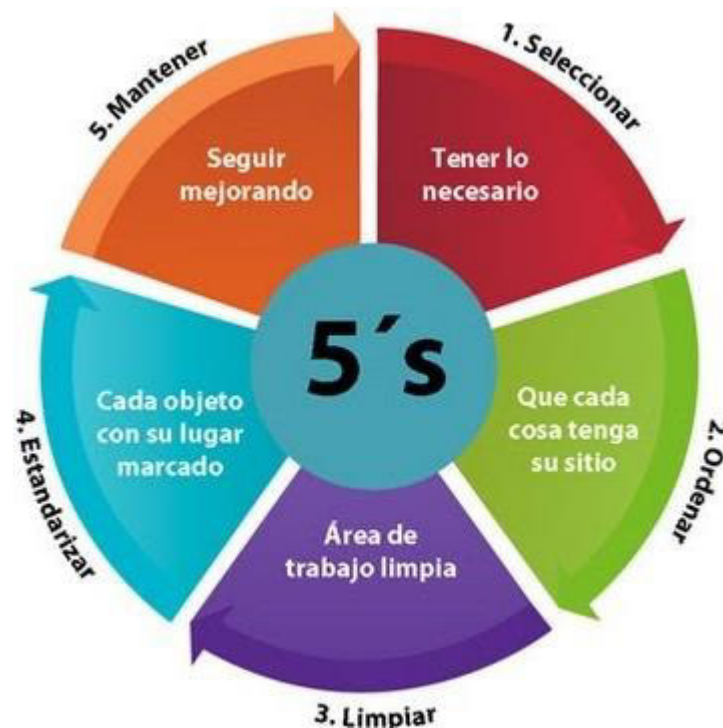 5´s
1. Seleccionar
Tener lo
necesario
2. Ordenar
Que cada
cosa tenga
su sitio
3. Limpiar
Área de
trabajo limpia
4. Estandarizar
Cada objeto
con su lugar
marcado
5. Mantener
Seguir
mejorando